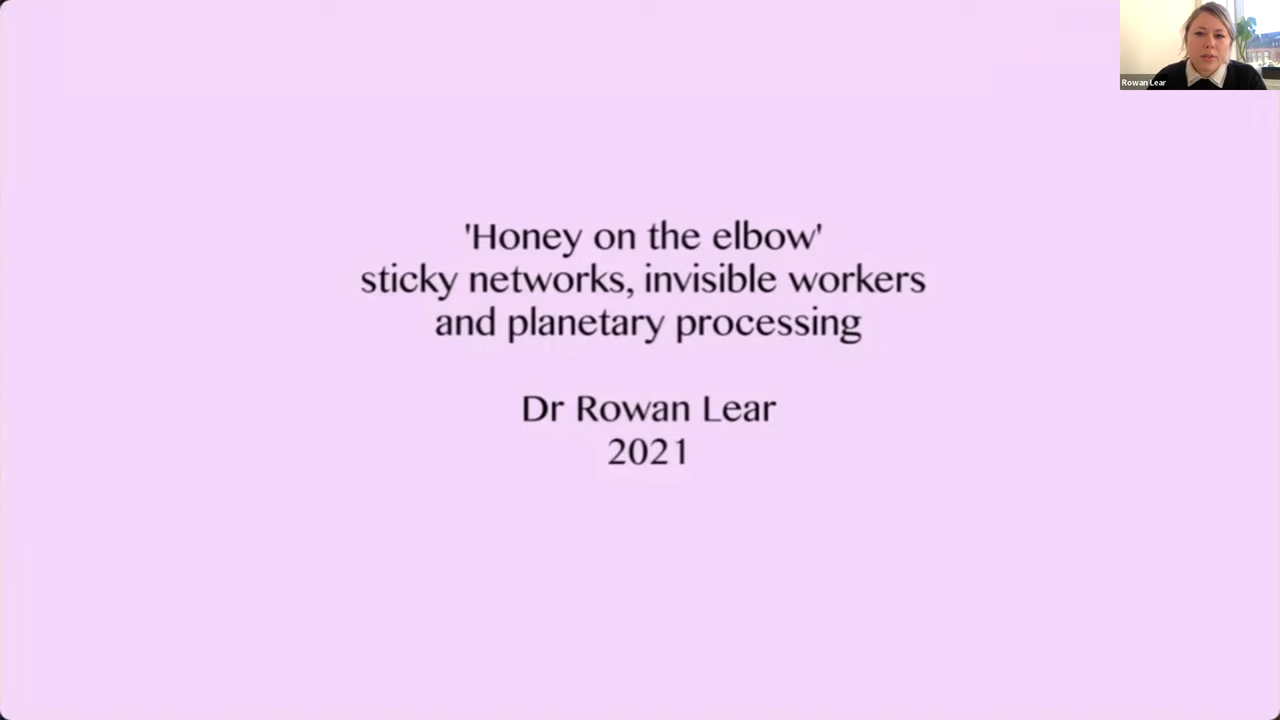 Rowan Lear
'Honey on the elbow'
sticky networks, invisible workers
and planetary processing
Dr Rowan Lear
2021